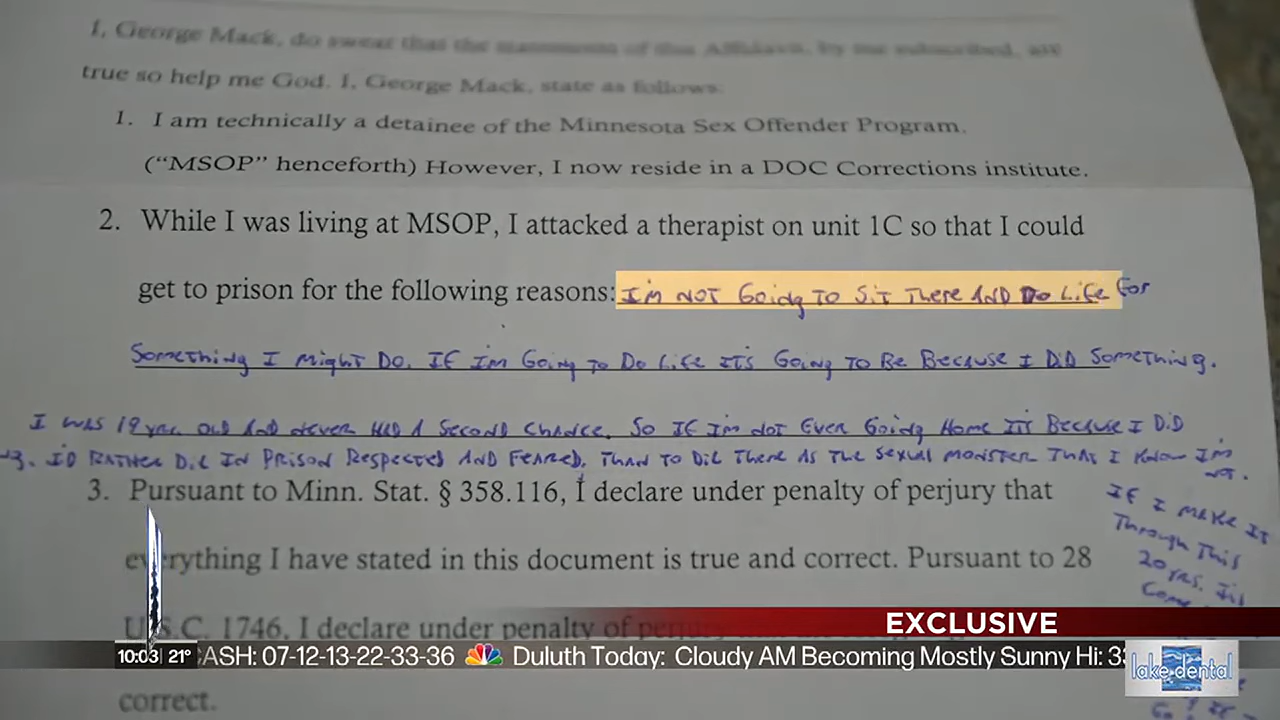 I, George Mack, do swear that the statements of this Affidavit, by me subscribed, are
true so help me God. I, George Mack, state as follows.
1. I am technically a detainee of the Minnesota Sex Offender Program.
(“MSOP” henceforth) However, I now reside in a DOC Corrections institute.
2. While I was living at MSOP, I attacked a therapist on unit 1C so that I could
get to prison for the following reasons: I'm NOT Going To Sit There AND Do Life For
Something I Might Do. IF I'm Going To Do Life It's Going To Be Because I Did Something.
I was 19 yrs. old And Never Had A Second Chance. So If I'm Not Ever Going Home It's Because I Did
I'D Rather Die In Prison Respected And Feared, Than To Die There As The Sexual Monster That I Know I'm
Not.
3. Pursuant to Minn. Stat. § 358.116, I declare under penalty of perjury that
If I make It
Through This
20 yrs.
Come
everything I have stated in this document is true and correct. Pursuant to 28
U.S.C. 1746, I declare under penalty of
EXCLUSIVE
10:03 21° ASH: 07-12-13-22-33-36 Duluth Today: Cloudy AM Becoming Mostly Sunny Hi: 3
lake dental
correct.